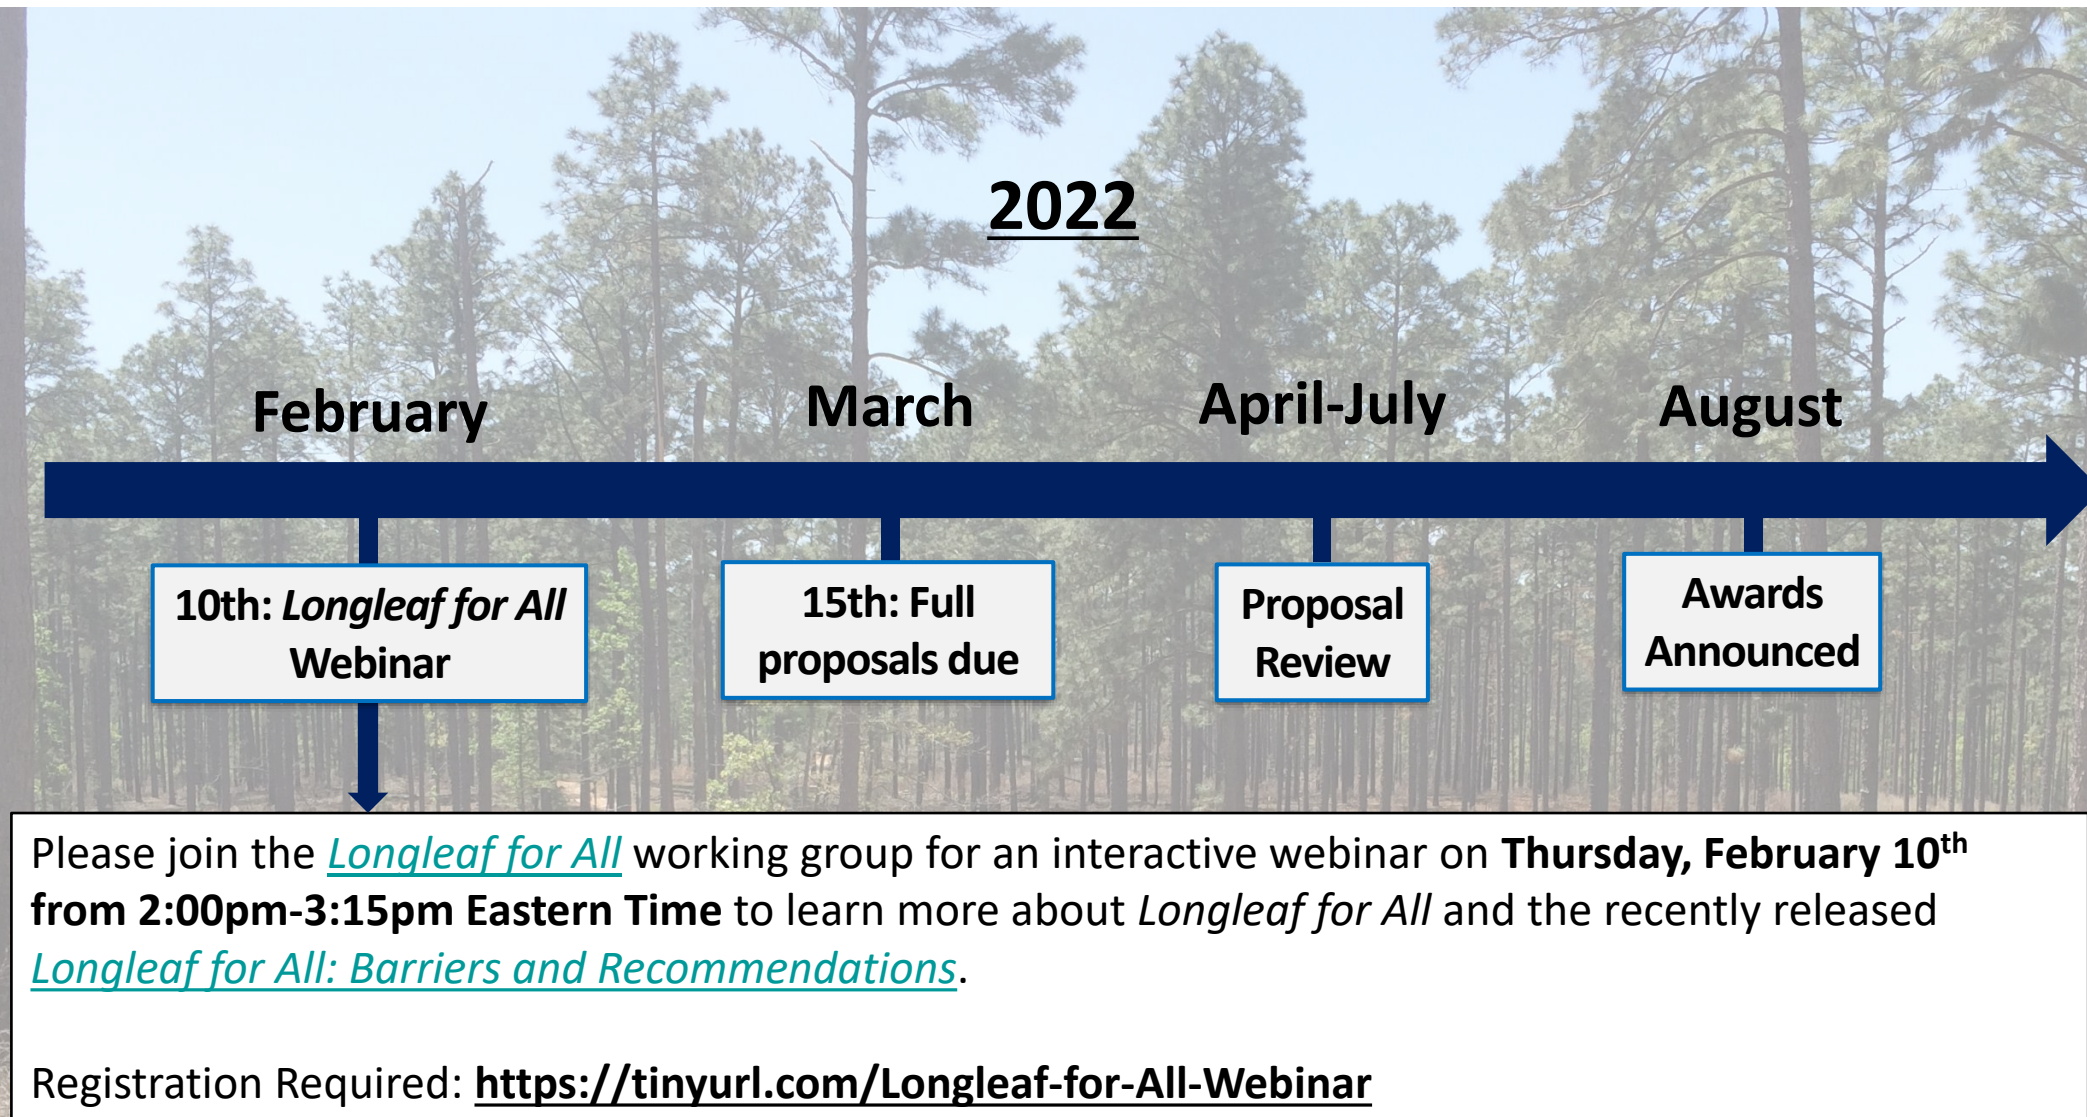 2022
February
March
April-July
August
10th: Longleaf for All
Webinar
15th: Full
proposals due
Proposal
Review
Awards
Announced
Please join the Longleaf for All working group for an interactive webinar on Thursday, February 10th
from 2:00pm-3:15pm Eastern Time to learn more about Longleaf for All and the recently released
Longleaf for All: Barriers and Recommendations.
Registration Required: https://tinyurl.com/Longleaf-for-All-Webinar